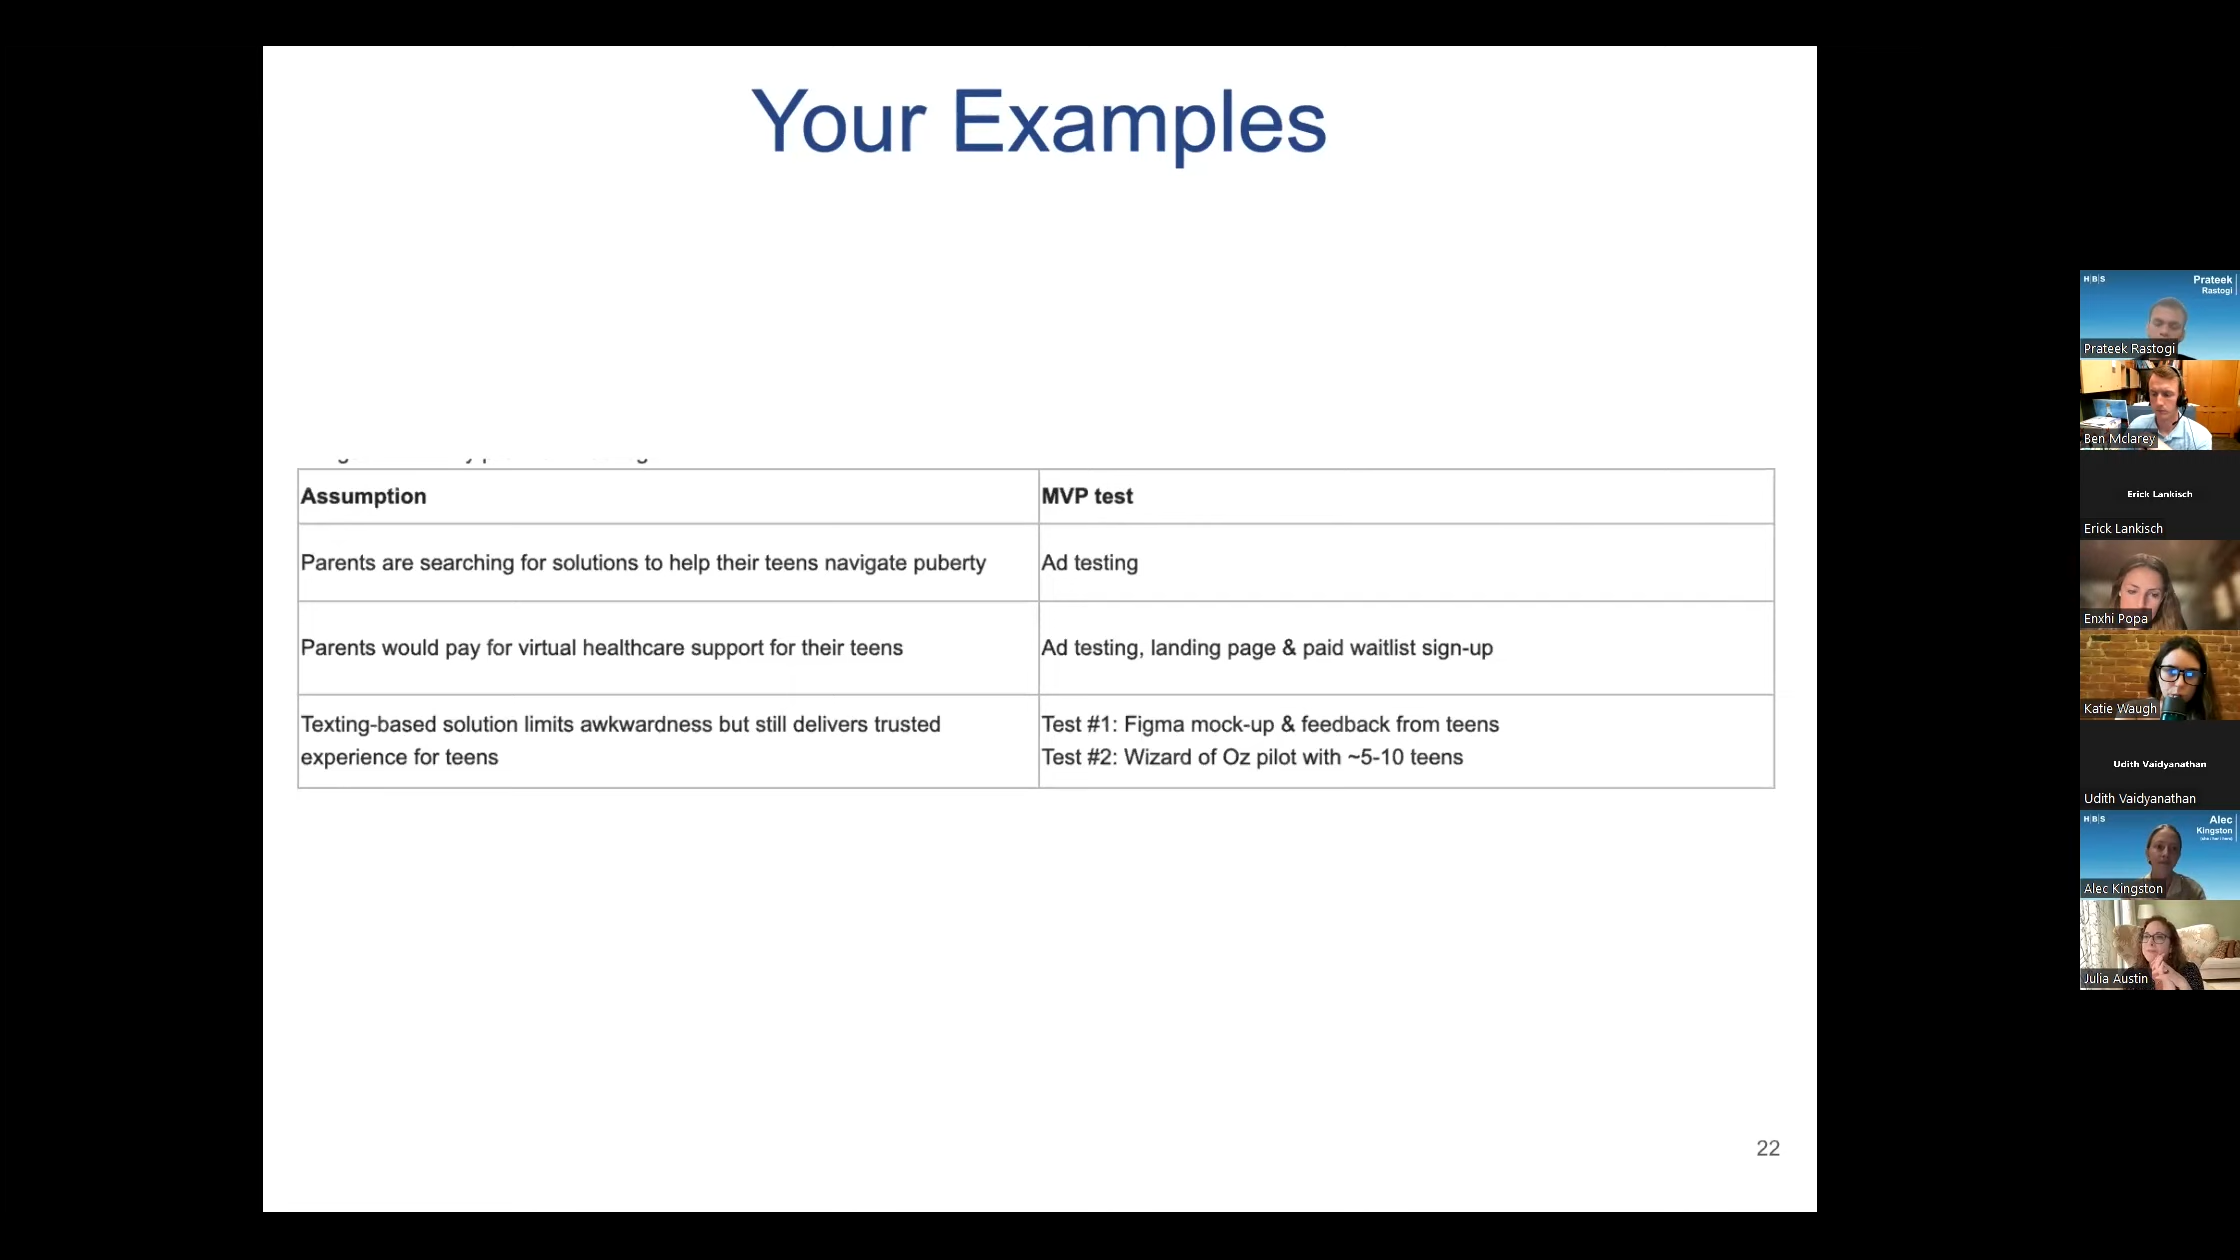 Your Examples
Assumption
MVP test
Parents are searching for solutions to help their teens navigate puberty
Ad testing
Parents would pay for virtual healthcare support for their teens
Ad testing, landing page & paid waitlist sign-up
Texting-based solution limits awkwardness but still delivers trusted
experience for teens
Test #1: Figma mock-up & feedback from teens
Test #2: Wizard of Oz pilot with ~5-10 teens
22
H|B|S
Prateek
Rastogi
Prateek Rastogi
Ben Mclarey
Erick Lankisch
Erick Lankisch
Enxhi Popa
Katie Waugh
Udith Vaidyanathan
Udith Vaidyanathan
H|B|S
Alec
Kingston
Alec Kingston
Julia Austin